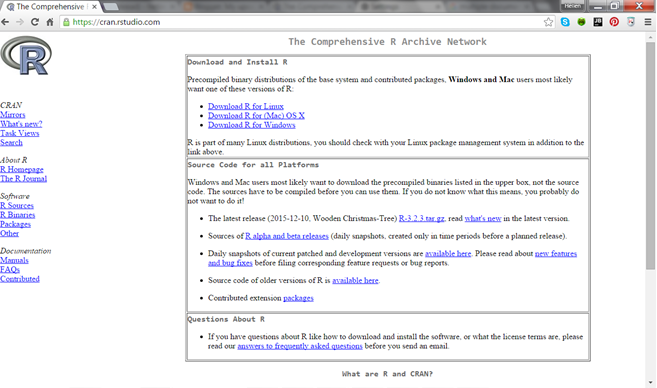 The Comprehensive R
Helen
https://cran.rstudio.com
The Comprehensive R Archive Network
R
CRAN
Mirrors
What's new?
Task Views
Search
About R
R Homepage
The R Journal
Software
R Sources
R Binaries
Packages
Other
Documentation
Manuals
FAQs
Contributed
Download and Install R
Precompiled binary distributions of the base system and contributed packages, Windows and Mac users most likely
want one of these versions of R:
• Download R for Linux
• Download R for (Mac) OS X
• Download R for Windows
R is part of many Linux distributions, you should check with your Linux package management system in addition to the
link above.
Source Code for all Platforms
Windows and Mac users most likely want to download the precompiled binaries listed in the upper box, not the source
code. The sources have to be compiled before you can use them. If you do not know what this means, you probably do
not want to do it!
• The latest release (2015-12-10, Wooden Christmas-Tree) R-3.2.3.tar.gz, read what's new in the latest version.
• Sources of R alpha and beta releases (daily snapshots, created only in time periods before a planned release).
• Daily snapshots of current patched and development versions are available here. Please read about new features
and bug fixes before filing corresponding feature requests or bug reports.
• Source code of older versions of R is available here.
• Contributed extension packages
Questions About R
• If you have questions about R like how to download and install the software, or what the license terms are, please
read our answers to frequently asked questions before you send an email.
What are R and CRAN?